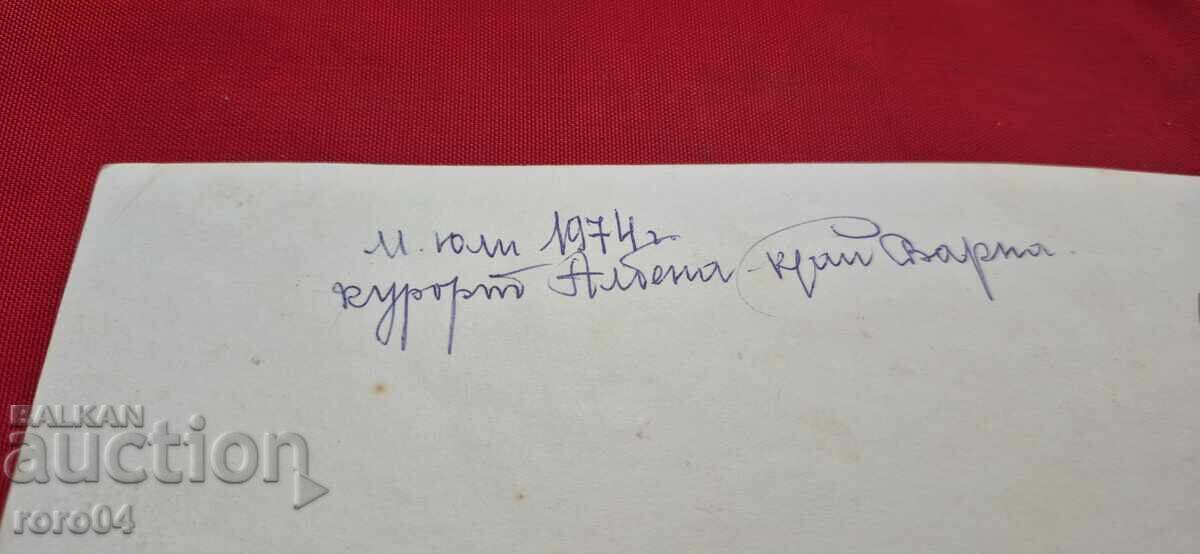 м. юли 1974 г.
курорт Албена - край Варна.
BALKAN
auction
roro04